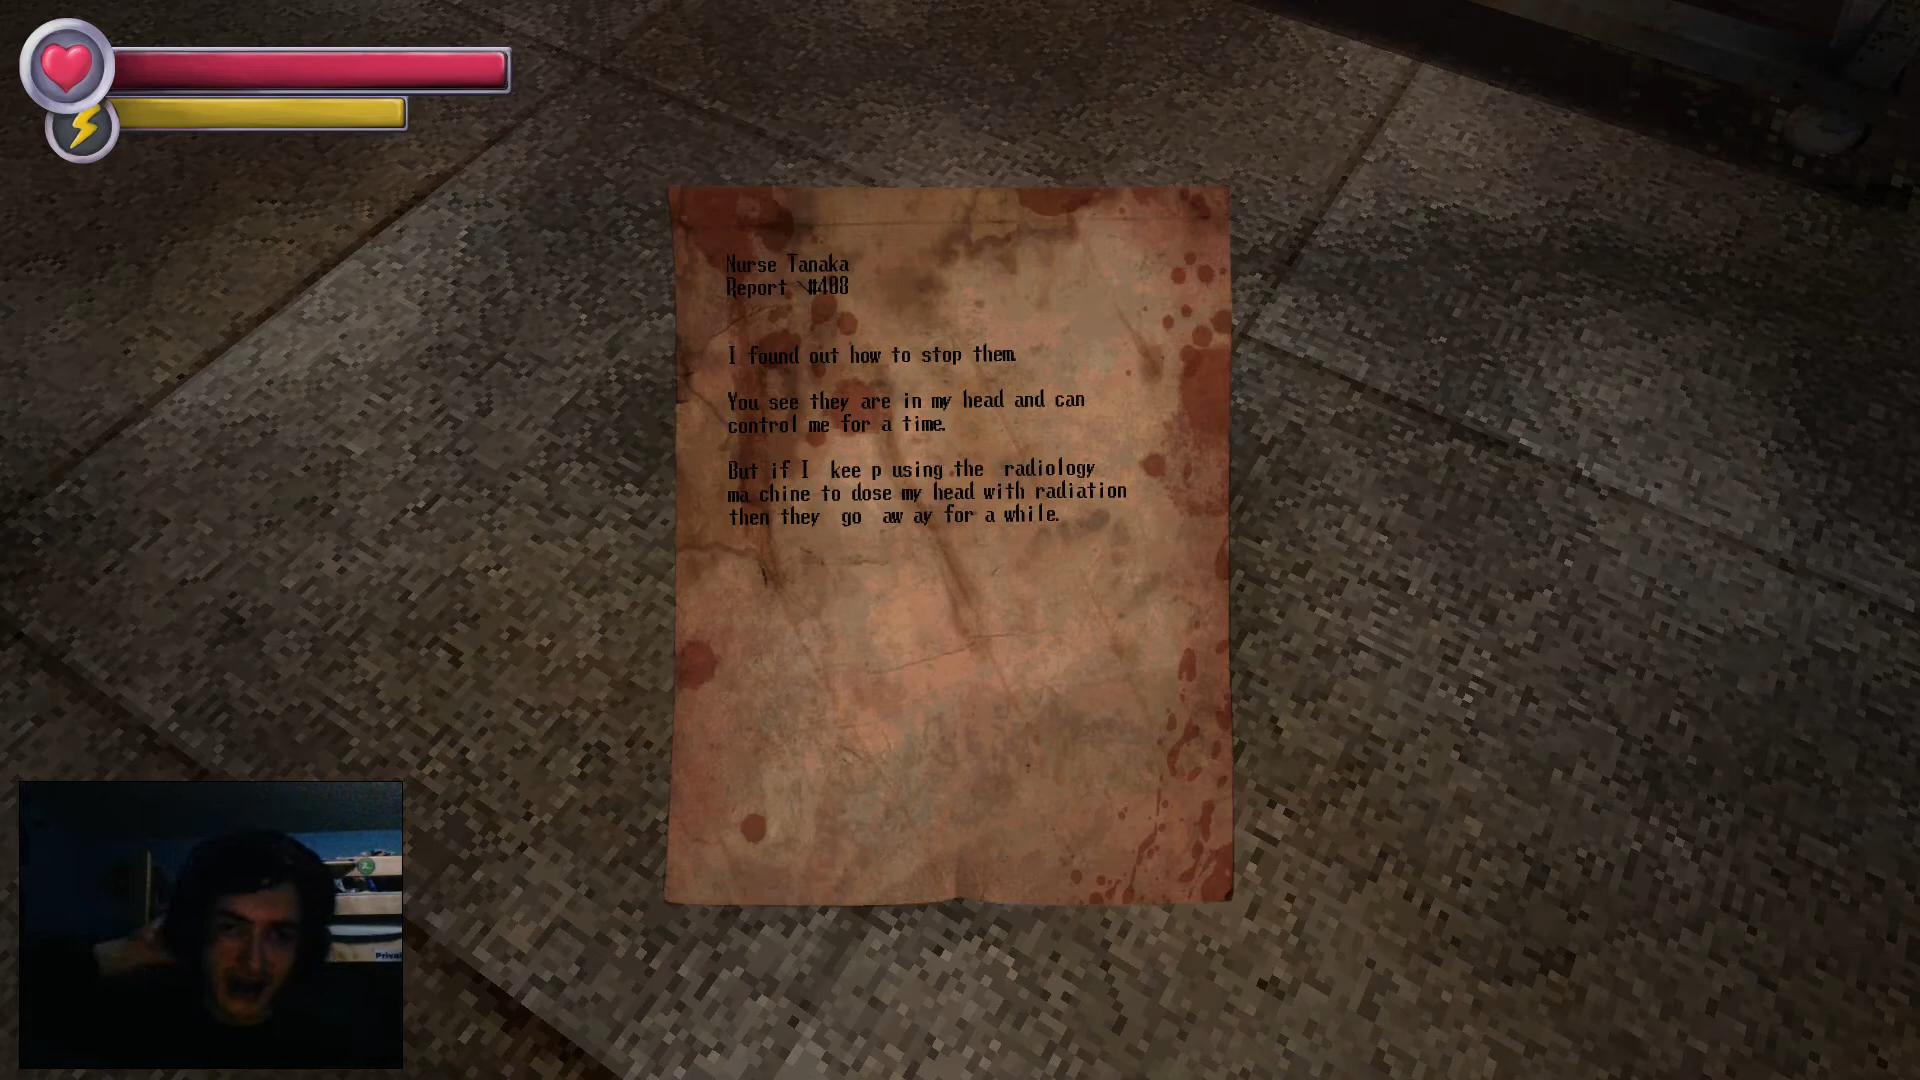 Nurse Tanaka
Report \#408
I found out how to stop them.
You see they are in my head and can
control me for a time.
But if I  kee p using the  radiology
ma chine to dose my head with radiation
then they  go  aw ay for a while.